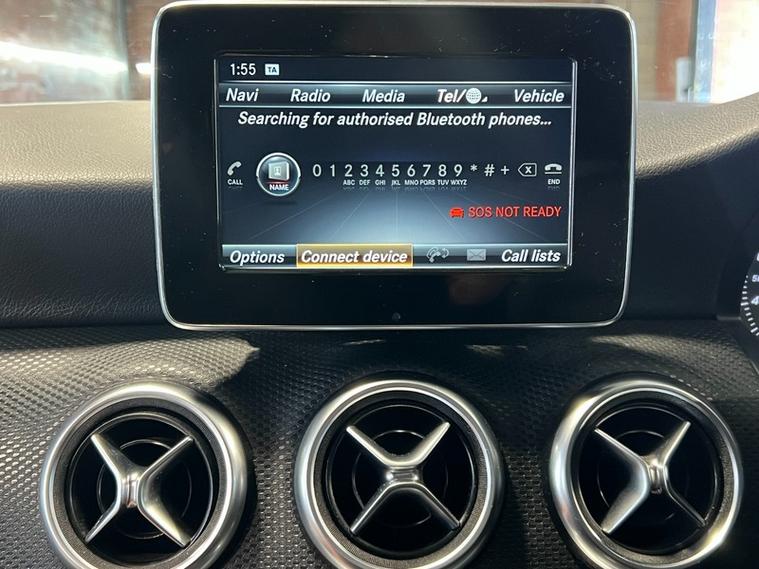 1:55 TA
Navi Radio Media Tel/ Vehicle
Searching for authorised Bluetooth phones...
0 1 2 3 4 5 6 7 8 9 * # +
CALL NAME ABC DEF GHI JKL MNO PQRS TUV WXYZ END
SOS NOT READY
Options Connect device Call lists